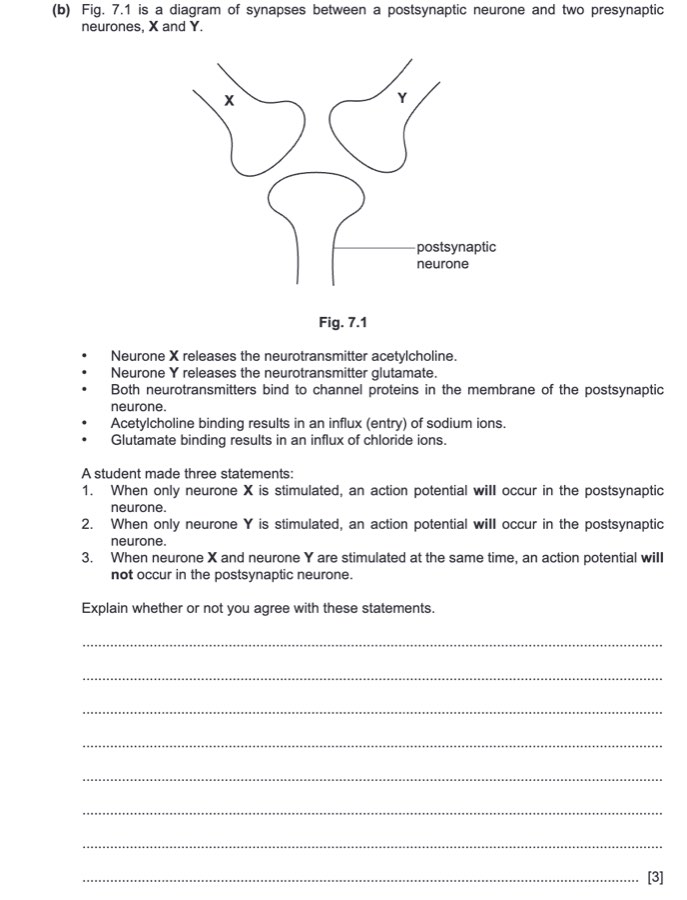 (b) Fig. 7.1 is a diagram of synapses between a postsynaptic neurone and two presynaptic
neurones, X and Y.
X
Y
postsynaptic
neurone
Fig. 7.1
• Neurone X releases the neurotransmitter acetylcholine.
• Neurone Y releases the neurotransmitter glutamate.
• Both neurotransmitters bind to channel proteins in the membrane of the postsynaptic
neurone.
• Acetylcholine binding results in an influx (entry) of sodium ions.
• Glutamate binding results in an influx of chloride ions.
A student made three statements:
1. When only neurone X is stimulated, an action potential will occur in the postsynaptic
neurone.
2. When only neurone Y is stimulated, an action potential will occur in the postsynaptic
neurone.
3. When neurone X and neurone Y are stimulated at the same time, an action potential will
not occur in the postsynaptic neurone.
Explain whether or not you agree with these statements.
[3]